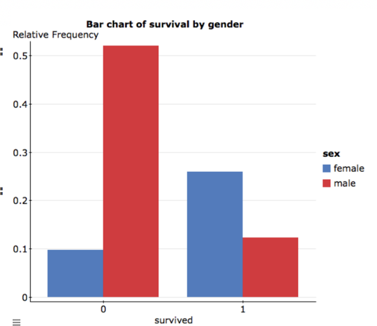 Bar chart of survival by gender
Relative Frequency
0.5
0.4
0.3
0.2
0.1
0
0 1
survived
sex
female
male